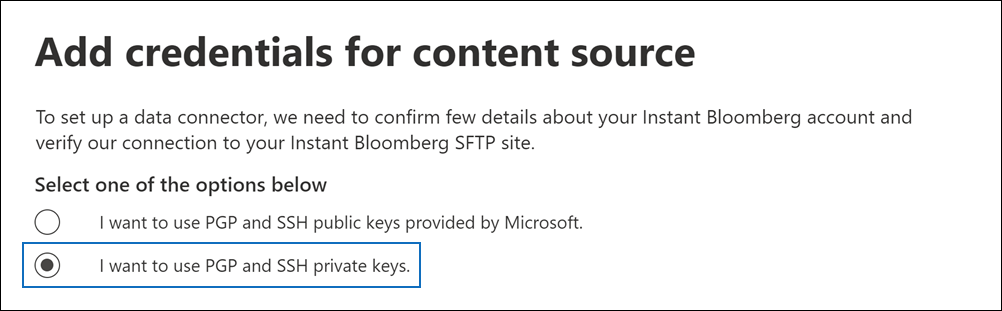 Add credentials for content source
To set up a data connector, we need to confirm few details about your Instant Bloomberg account and
verify our connection to your Instant Bloomberg SFTP site.
Select one of the options below
I want to use PGP and SSH public keys provided by Microsoft.
I want to use PGP and SSH private keys.